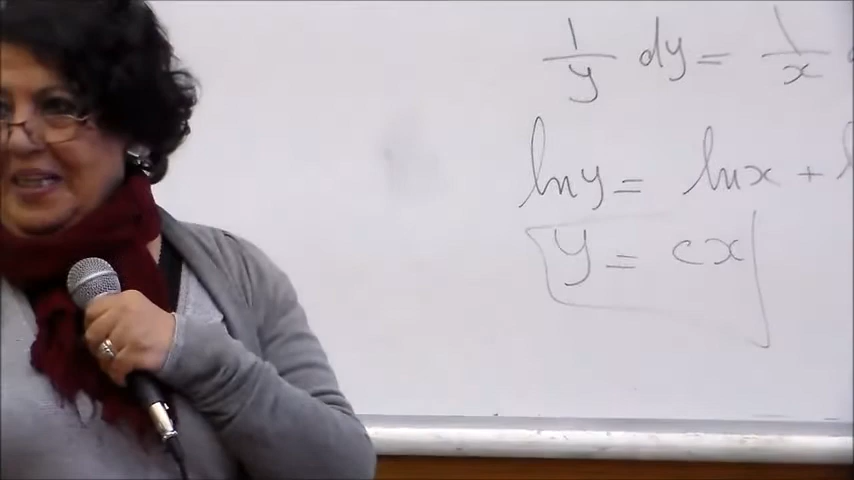 1/y dy = 1/x
ln y = ln x +
y = cx